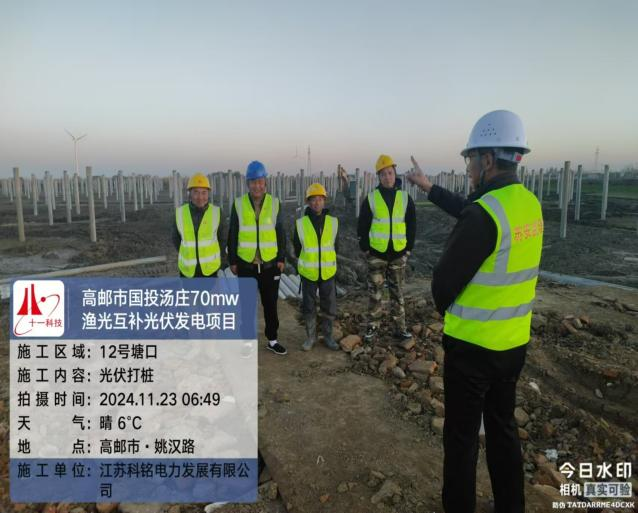 十一科技
高邮市国投汤庄70mw
渔光互补光伏发电项目
施工区域：12号塘口
施工内容：光伏打桩
拍摄时间：2024.11.23 06:49
天 气：晴 6℃
地 点：高邮市·姚汉路
施工单位：江苏科铭电力发展有限公
司
今日水印
相机 真实可验
防伪 TATDARRME4DCXK